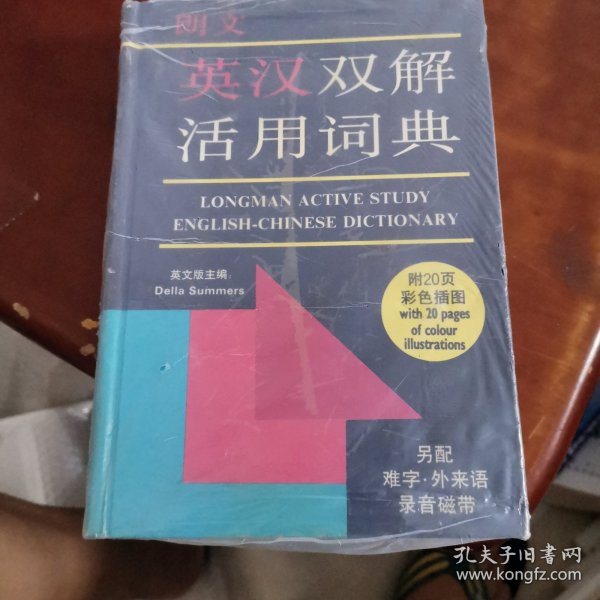 朗文
英汉双解
活用词典
LONGMAN ACTIVE STUDY
ENGLISH-CHINESE DICTIONARY
英文版主编:
Della Summers
附20页
彩色插图
with 20 pages
of colour
illustrations
另配
难字·外来语
录音磁带
孔夫子旧书网
www.kongfz.com